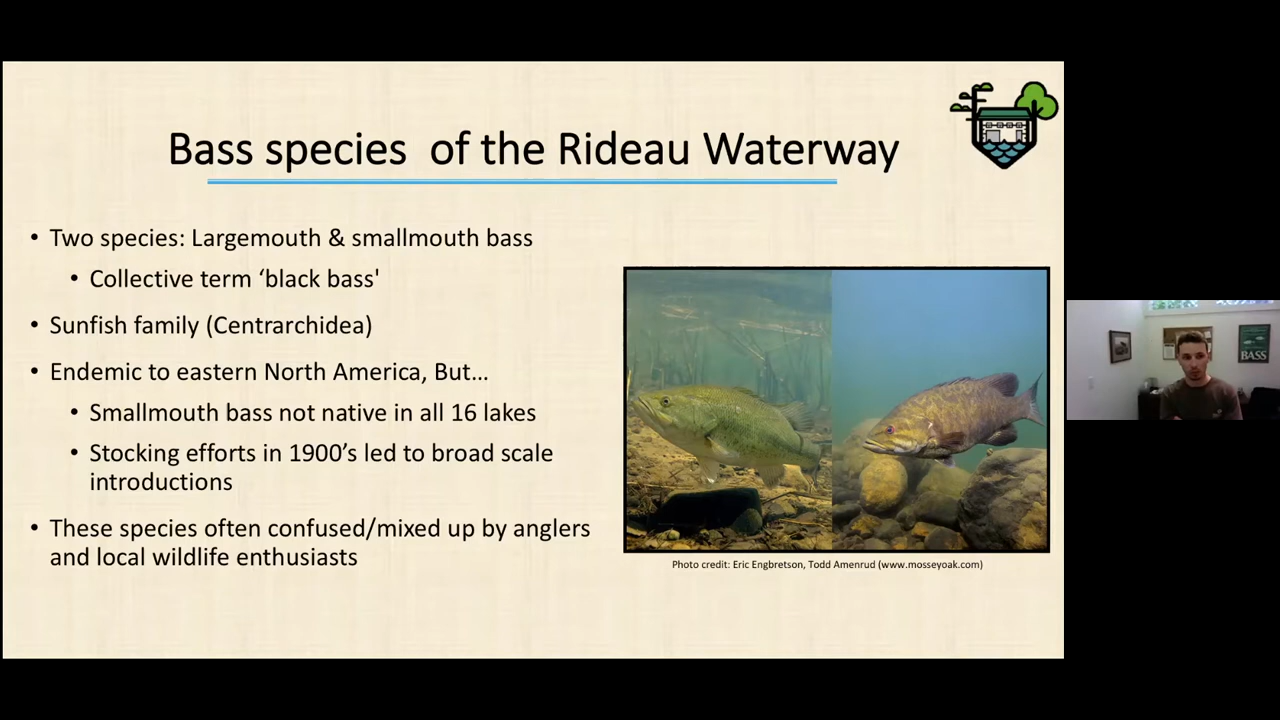 Bass species of the Rideau Waterway
• Two species: Largemouth & smallmouth bass
• Collective term ‘black bass'
• Sunfish family (Centrarchidea)
• Endemic to eastern North America, But…
• Smallmouth bass not native in all 16 lakes
• Stocking efforts in 1900’s led to broad scale
introductions
• These species often confused/mixed up by anglers
and local wildlife enthusiasts
Photo credit: Eric Engbretson, Todd Amenrud (www.mosseyoak.com)
BASS